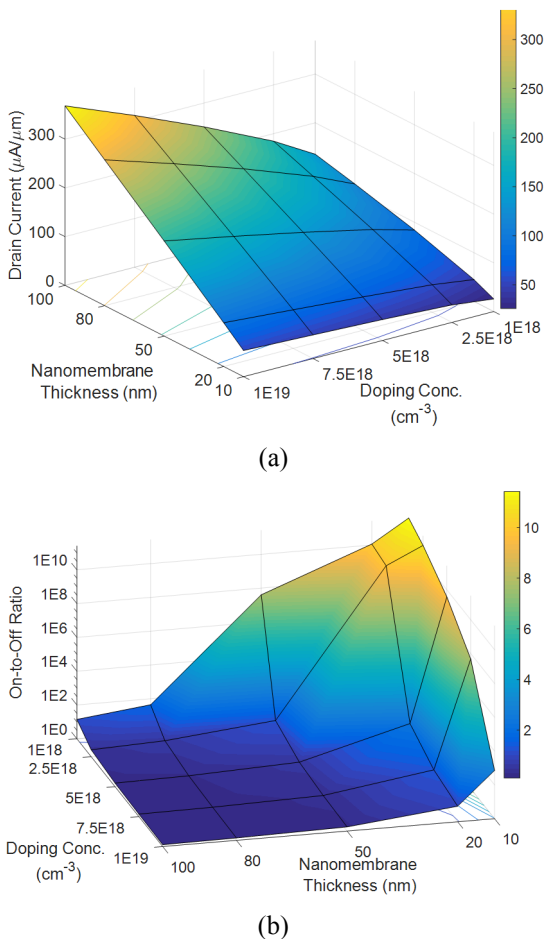 300
250
200
150
100
50
Drain Current (μA/μm)
300
200
100
0
100
80
50
20
10
Nanomembrane
Thickness (nm)
1E19
7.5E18
5E18
2.5E18
1E18
Doping Conc.
(cm-3)
(a)
10
8
6
4
2
On-to-Off Ratio
1E10
1E8
1E6
1E4
1E2
1E0
1E18
2.5E18
5E18
7.5E18
1E19
Doping Conc.
(cm-3)
100
80
50
20
10
Nanomembrane
Thickness (nm)
(b)